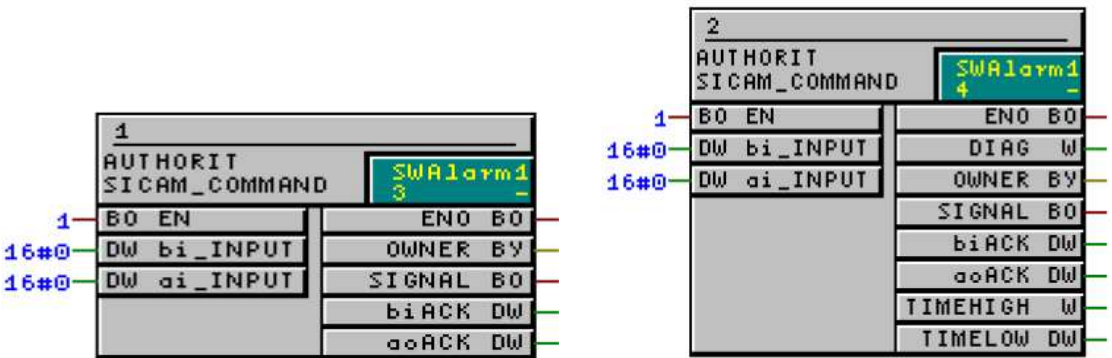 1
AUTHORIT
SICAM_COMMAND
SWAlarm1
3 –
1 BO EN ENO BO
16#0 DW bi_INPUT OWNER BY
16#0 DW ai_INPUT SIGNAL BO
biACK DW
aoACK DW
2
AUTHORIT
SICAM_COMMAND
SWAlarm1
4 –
1 BO EN ENO BO
16#0 DW bi_INPUT DIAG W
16#0 DW ai_INPUT OWNER BY
SIGNAL BO
biACK DW
aoACK DW
TIMEHIGH W
TIMELOW DW